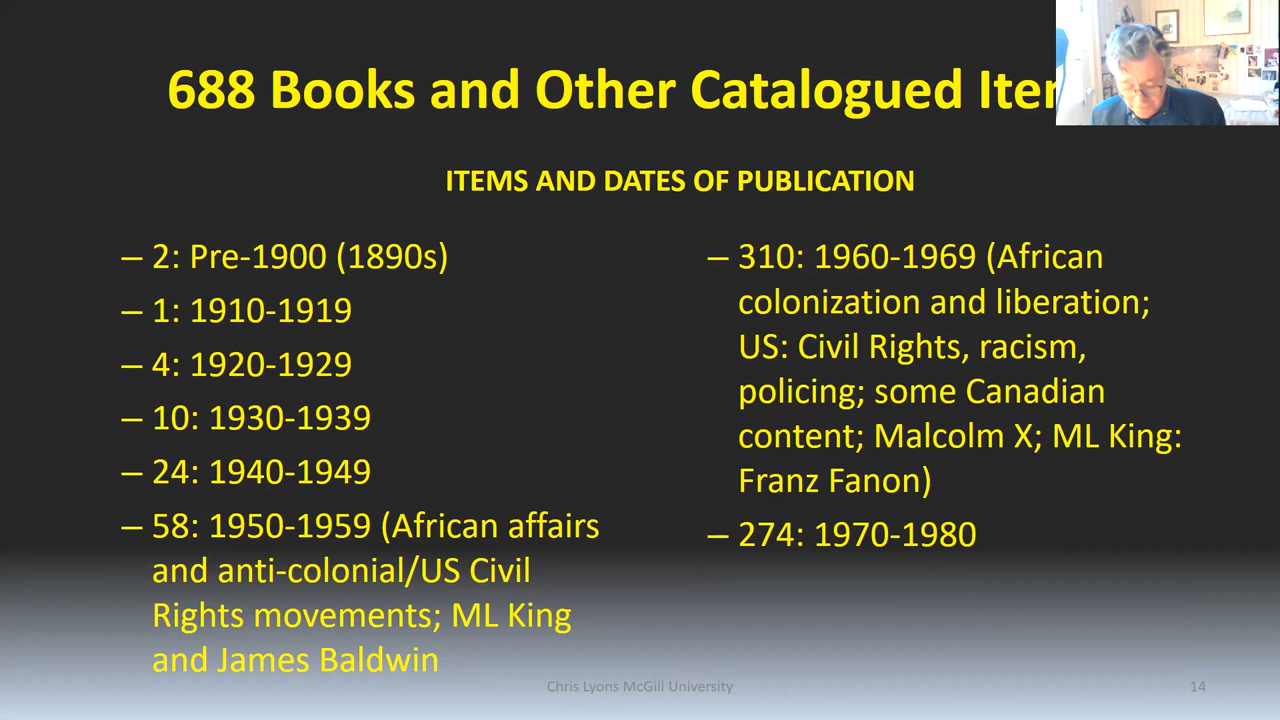 688 Books and Other Catalogued
ITEMS AND DATES OF PUBLICATION
– 2: Pre-1900 (1890s)
– 1: 1910-1919
– 4: 1920-1929
– 10: 1930-1939
– 24: 1940-1949
– 58: 1950-1959 (African affairs
and anti-colonial/US Civil
Rights movements; ML King
and James Baldwin
– 310: 1960-1969 (African
colonization and liberation;
US: Civil Rights, racism,
policing; some Canadian
content; Malcolm X; ML King:
Franz Fanon)
– 274: 1970-1980
Chris Lyons McGill University
14